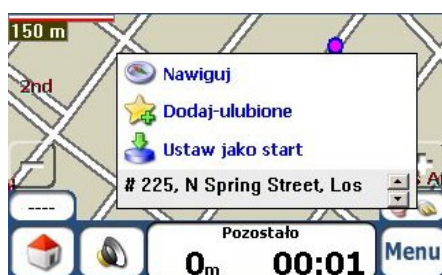 150 m
2nd
Nawiguj
Dodaj-ulubione
Ustaw jako start
# 225, N Spring Street, Los
----
Pozostało
0m 00:01
Menu